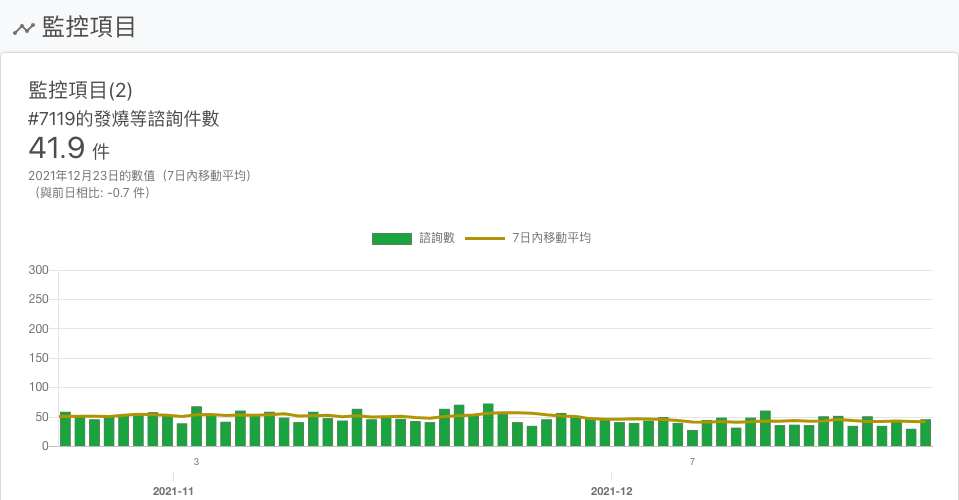 監控項目
監控項目(2)
#7119的發燒等諮詢件數
41.9 件
2021年12月23日的數值（7日內移動平均）
（與前日相比: -0.7 件）
諮詢數 7日內移動平均
300
250
200
150
100
50
0
3 7
2021-11 2021-12